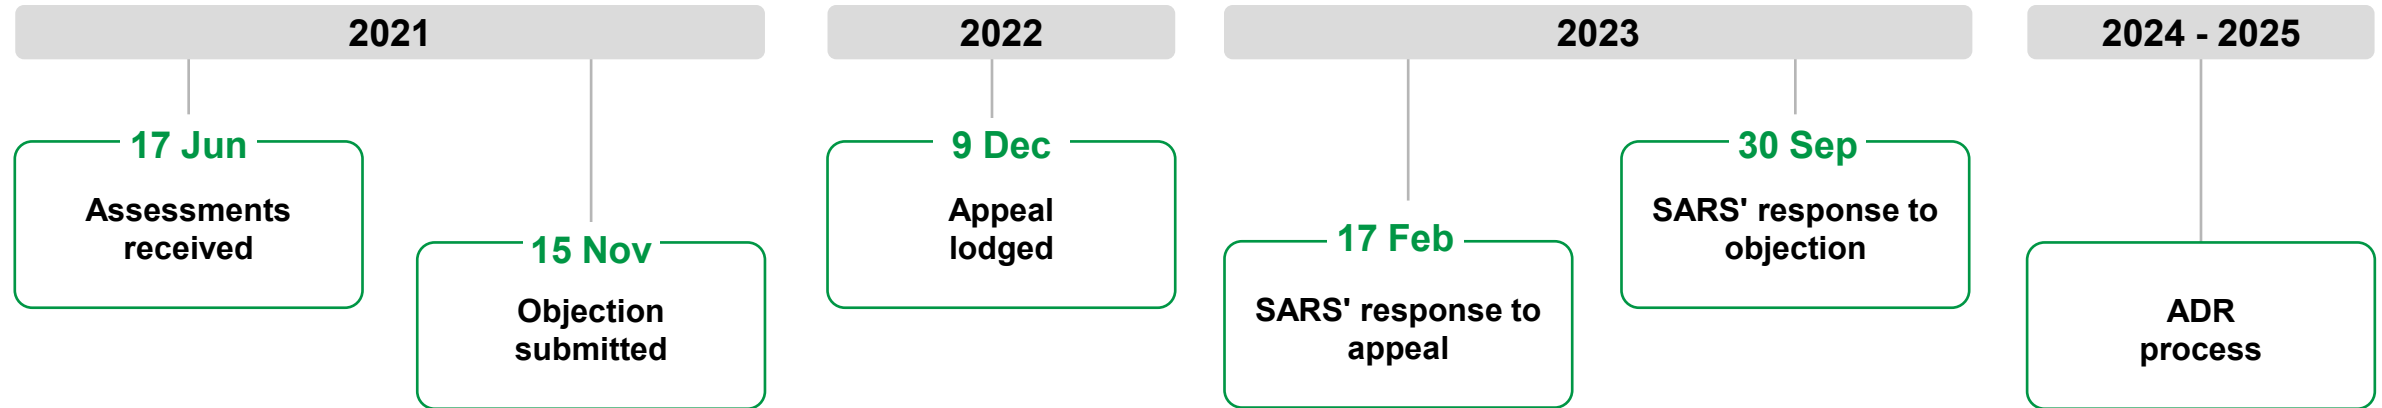 2021
17 Jun
Assessments
received
15 Nov
Objection
submitted
2022
9 Dec
Appeal
lodged
2023
17 Feb
SARS' response to
appeal
30 Sep
SARS' response to
objection
2024 - 2025
ADR
process